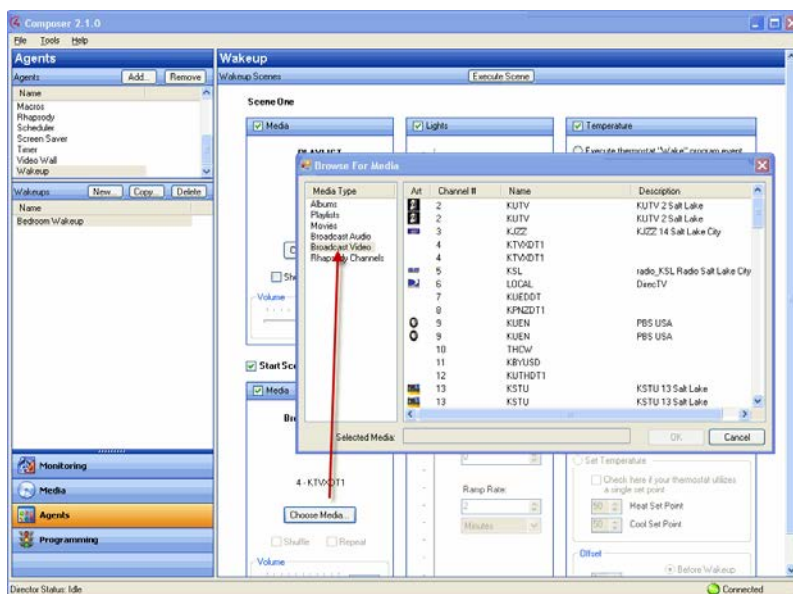 Composer 2.1.0
File Tools Help
Agents
Agents Add... Remove
Name
Macros
Rhapsody
Scheduler
Screen Saver
Timer
Video Wall
Wakeup
Wakeups New... Copy... Delete
Name
Bedroom Wakeup
Monitoring
Media
Agents
Programming
Wakeup
Wakeup Scenes Execute Scene
Scene One
Media
Lights
Temperature
PLAYLIST
Execute thermostat "Wake" program event
Volume
Start Sce
Media
4 - KTVXDT1
Choose Media...
Shuffle Repeat
Volume
Browse For Media
Media Type
Albums
Playlists
Movies
Broadcast Audio
Broadcast Video
Rhapsody Channels
Art Channel # Name Description
2 KUTV KUTV 2 Salt Lake
2 KUTV KUTV 2 Salt Lake
3 KJZZ KJZZ 14 Salt Lake City
4 KTVXDT1
4 KTVXDT1
5 KSL radio_KSL Radio Salt Lake City
6 LOCAL DirecTV
7 KUEDDT
8 KPNZDT1
9 KUEN PBS USA
9 KUEN PBS USA
10 THCW
11 KBYUSD
12 KUTHDT1
13 KSTU KSTU 13 Salt Lake
13 KSTU KSTU 13 Salt Lake
Selected Media: OK Cancel
0
Ramp Rate:
2
Minutes
Set Temperature
Check here if your thermostat utilizes
a single set point
50 Heat Set Point
50 Cool Set Point
Offset
Before Wakeup
Director Status: Idle
Connected